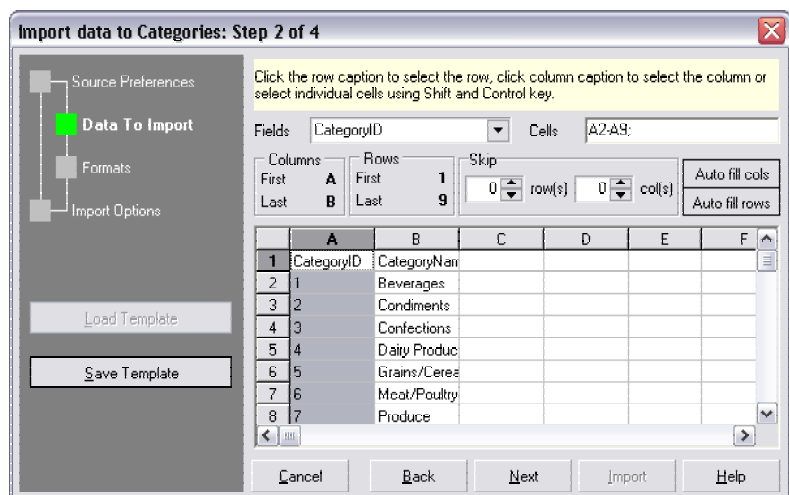 Import data to Categories: Step 2 of 4
Source Preferences
Data To Import
Formats
Import Options
Load Template
Save Template
Click the row caption to select the row, click column caption to select the column or
select individual cells using Shift and Control key.
Fields CategoryID Cells A2-A9:
Columns Rows Skip
First A First 1 0 row(s) 0 col(s) Auto fill cols
Last B Last 9 Auto fill rows
A B C D E F
1 CategoryID CategoryNam
2 1 Beverages
3 2 Condiments
4 3 Confections
5 4 Dairy Produc
6 5 Grains/Cerea
7 6 Meat/Poultry
8 7 Produce
Cancel Back Next Import Help